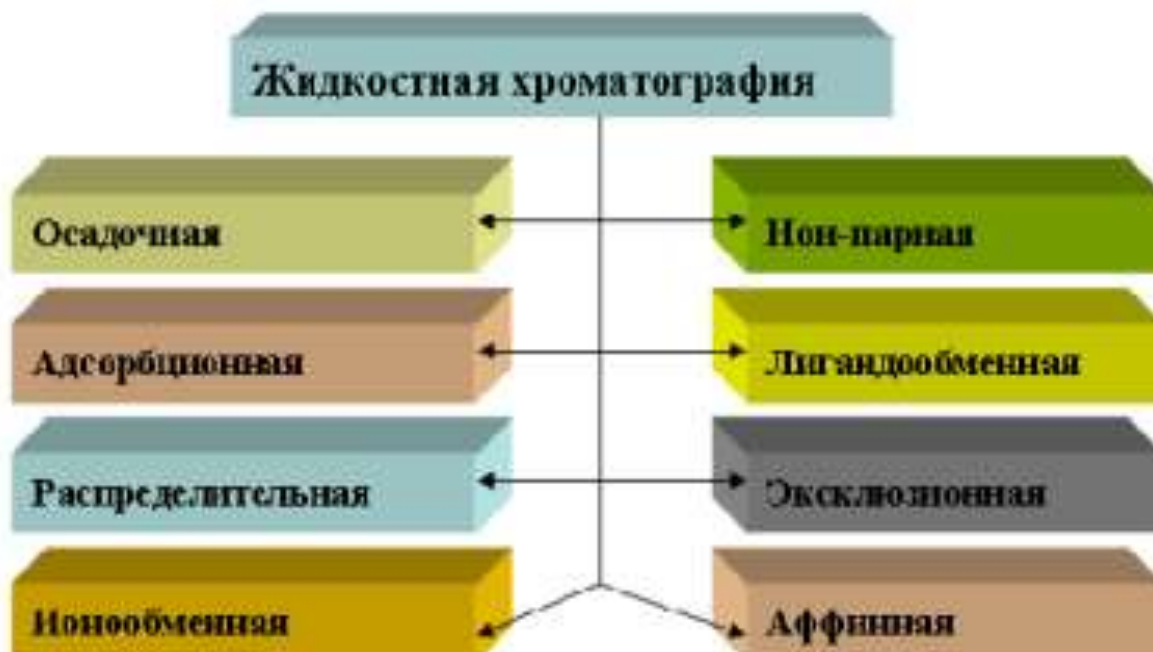 Жидкостная хроматография
Осадочная
Ион-парная
Адсорбционная
Лигандообменная
Распределительная
Эксклюзионная
Ионообменная
Аффинная